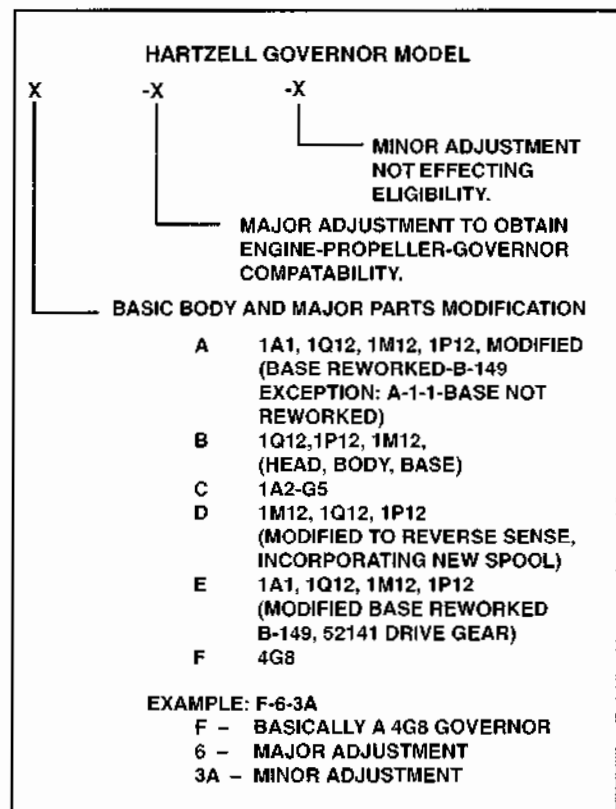 HARTZELL GOVERNOR MODEL
X -X -X
MINOR ADJUSTMENT
NOT EFFECTING
ELIGIBILITY.
MAJOR ADJUSTMENT TO OBTAIN
ENGINE-PROPELLER-GOVERNOR
COMPATABILITY.
BASIC BODY AND MAJOR PARTS MODIFICATION
A 1A1, 1Q12, 1M12, 1P12, MODIFIED
(BASE REWORKED-B-149
EXCEPTION: A-1-1-BASE NOT
REWORKED)
B 1Q12,1P12, 1M12,
(HEAD, BODY, BASE)
C 1A2-G5
D 1M12, 1Q12, 1P12
(MODIFIED TO REVERSE SENSE,
INCORPORATING NEW SPOOL)
E 1A1, 1Q12, 1M12, 1P12
(MODIFIED BASE REWORKED
B-149, 52141 DRIVE GEAR)
F 4G8
EXAMPLE: F-6-3A
F – BASICALLY A 4G8 GOVERNOR
6 – MAJOR ADJUSTMENT
3A – MINOR ADJUSTMENT